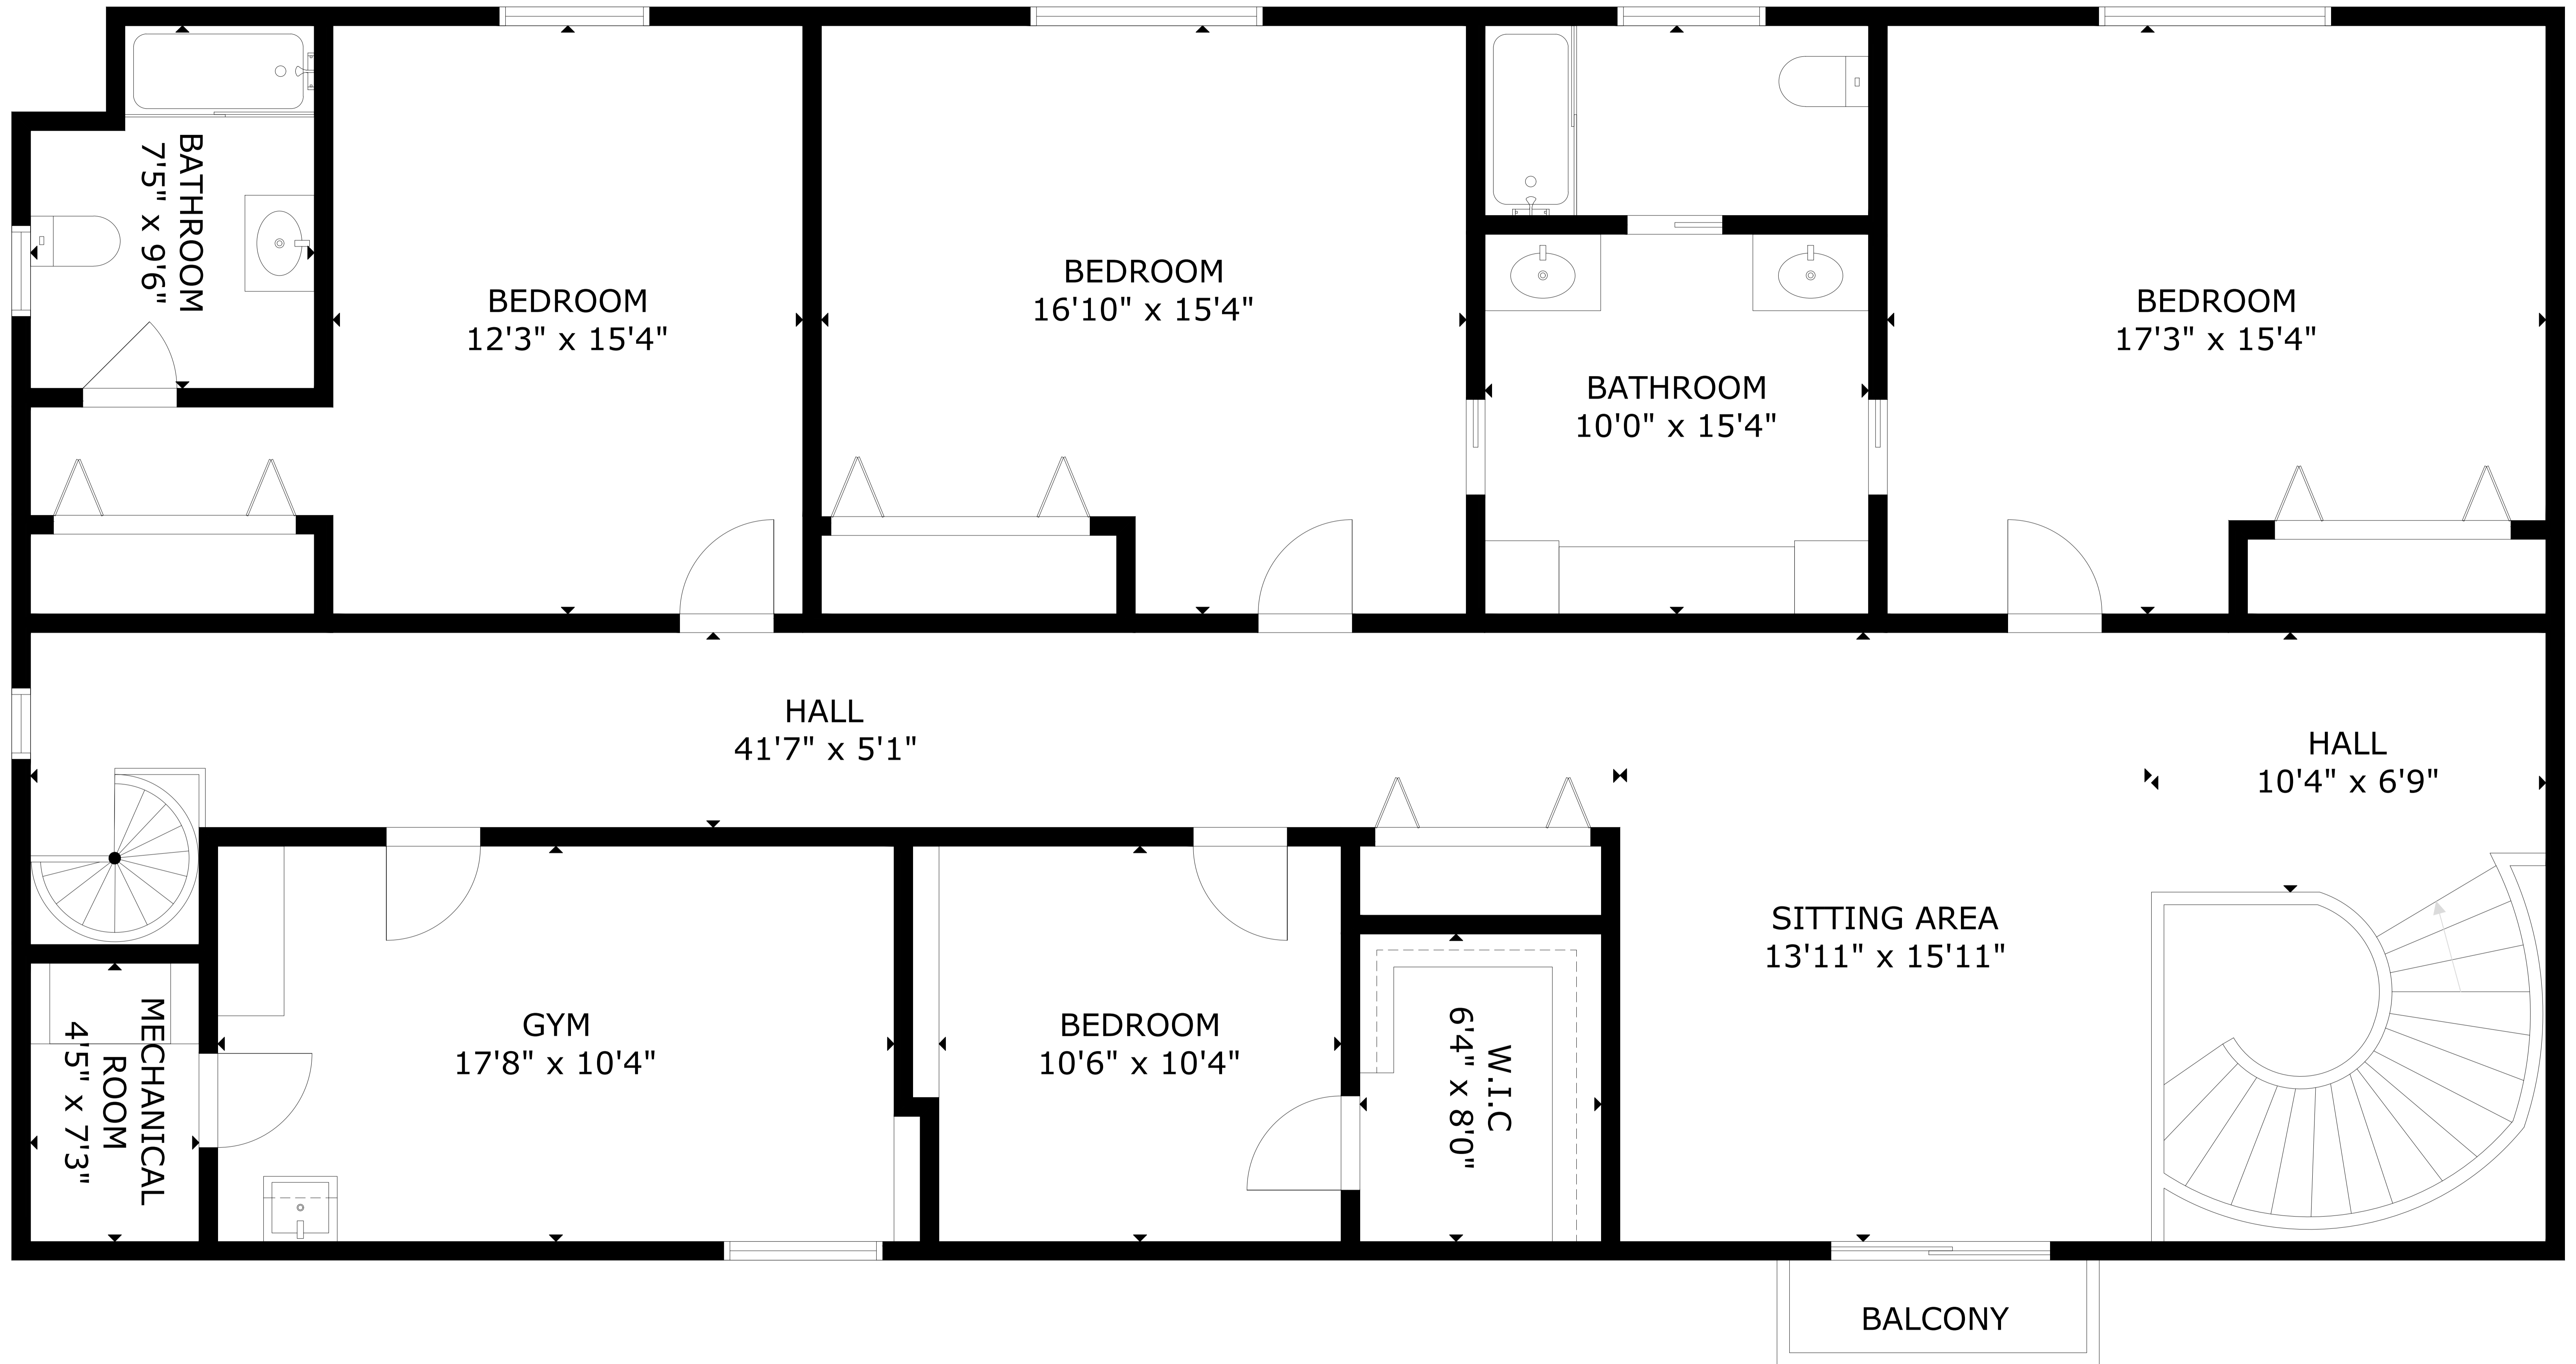 BATHROOM
7'5" x 9'6"
BEDROOM
12'3" x 15'4"
BEDROOM
16'10" x 15'4"
BATHROOM
10'0" x 15'4"
BEDROOM
17'3" x 15'4"
HALL
41'7" x 5'1"
HALL
10'4" x 6'9"
MECHANICAL
ROOM
4'5" x 7'3"
GYM
17'8" x 10'4"
BEDROOM
10'6" x 10'4"
W.I.C
6'4" x 8'0"
SITTING AREA
13'11" x 15'11"
BALCONY